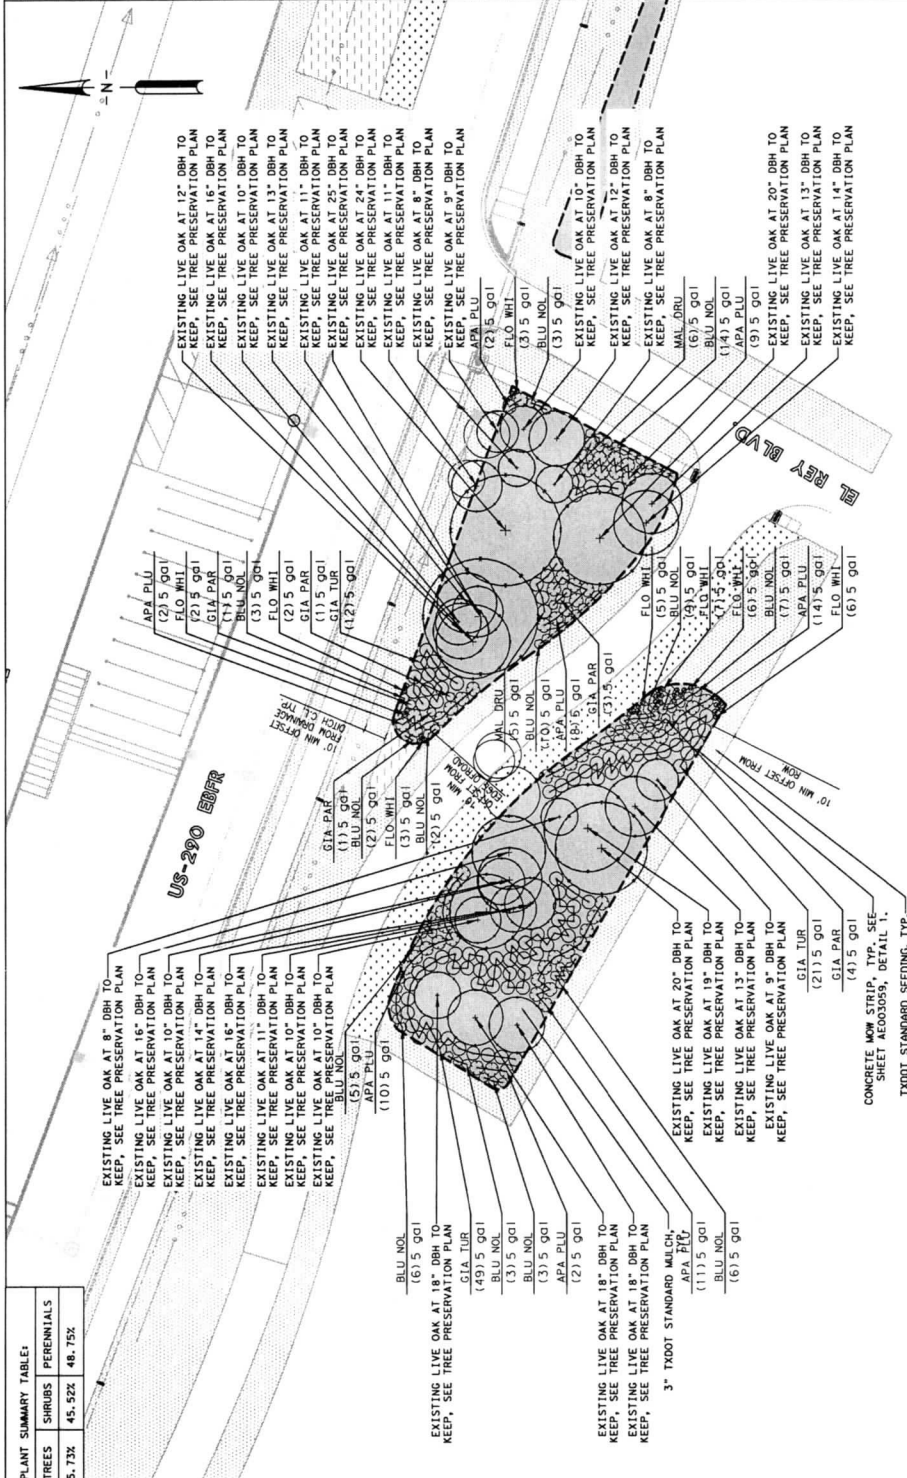 -N-
EXISTING LIVE OAK AT 12" DBH TO
KEEP, SEE TREE PRESERVATION PLAN
EXISTING LIVE OAK AT 16" DBH TO
KEEP, SEE TREE PRESERVATION PLAN
EXISTING LIVE OAK AT 10" DBH TO
KEEP, SEE TREE PRESERVATION PLAN
EXISTING LIVE OAK AT 13" DBH TO
KEEP, SEE TREE PRESERVATION PLAN
EXISTING LIVE OAK AT 11" DBH TO
KEEP, SEE TREE PRESERVATION PLAN
EXISTING LIVE OAK AT 25" DBH TO
KEEP, SEE TREE PRESERVATION PLAN
EXISTING LIVE OAK AT 24" DBH TO
KEEP, SEE TREE PRESERVATION PLAN
EXISTING LIVE OAK AT 11" DBH TO
KEEP, SEE TREE PRESERVATION PLAN
EXISTING LIVE OAK AT 8" DBH TO
KEEP, SEE TREE PRESERVATION PLAN
EXISTING LIVE OAK AT 9" DBH TO
KEEP, SEE TREE PRESERVATION PLAN
APA PLU
(2)5 gal
FLO WHI
(3)5 gal
BLU NOL
(3)5 gal
EXISTING LIVE OAK AT 10" DBH TO
KEEP, SEE TREE PRESERVATION PLAN
EXISTING LIVE OAK AT 12" DBH TO
KEEP, SEE TREE PRESERVATION PLAN
EXISTING LIVE OAK AT 8" DBH TO
KEEP, SEE TREE PRESERVATION PLAN
MAL DRU
(6)5 gal
BLU NOL
(14)5 gal
APA PLU
(9)5 gal
EXISTING LIVE OAK AT 20" DBH TO
KEEP, SEE TREE PRESERVATION PLAN
EXISTING LIVE OAK AT 13" DBH TO
KEEP, SEE TREE PRESERVATION PLAN
EXISTING LIVE OAK AT 14" DBH TO
KEEP, SEE TREE PRESERVATION PLAN
EL REY BLVD.
APA PLU
(2)5 gal
FLO WHI
(2)5 gal
GIA PAR
(1)5 gal
BLU NOL
(3)5 gal
FLO WHI
(2)5 gal
GIA PAR
(1)5 gal
GIA TUR
(12)5 gal
10' MIN OFFSET
FROM DRAINAGE
DITCH C.L. TYP
US-290 EBFR
GIA PAR
(1)5 gal
BLU NOL
(2)5 gal
FLO WHI
(3)5 gal
BLU NOL
(2)5 gal
10' MIN
OFFSET FROM
EDGE OF ROAD
MAL DRU
(5)5 gal
BLU NOL
(10)5 gal
APA PLU
(8)5 gal
GIA PAR
(3)5 gal
FLO WHI
(5)5 gal
BLU NOL
(9)5 gal
FLO WHI
(7)5 gal
FLO WHI
(6)5 gal
BLU NOL
(7)5 gal
APA PLU
(14)5 gal
FLO WHI
(6)5 gal
10' MIN OFFSET FROM
ROW
EXISTING LIVE OAK AT 8" DBH TO
KEEP, SEE TREE PRESERVATION PLAN
EXISTING LIVE OAK AT 16" DBH TO
KEEP, SEE TREE PRESERVATION PLAN
EXISTING LIVE OAK AT 10" DBH TO
KEEP, SEE TREE PRESERVATION PLAN
EXISTING LIVE OAK AT 14" DBH TO
KEEP, SEE TREE PRESERVATION PLAN
EXISTING LIVE OAK AT 16" DBH TO
KEEP, SEE TREE PRESERVATION PLAN
EXISTING LIVE OAK AT 11" DBH TO
KEEP, SEE TREE PRESERVATION PLAN
EXISTING LIVE OAK AT 10" DBH TO
KEEP, SEE TREE PRESERVATION PLAN
EXISTING LIVE OAK AT 10" DBH TO
KEEP, SEE TREE PRESERVATION PLAN
BLU NOL
(5)5 gal
APA PLU
(10)5 gal
EXISTING LIVE OAK AT 20" DBH TO
KEEP, SEE TREE PRESERVATION PLAN
EXISTING LIVE OAK AT 19" DBH TO
KEEP, SEE TREE PRESERVATION PLAN
EXISTING LIVE OAK AT 13" DBH TO
KEEP, SEE TREE PRESERVATION PLAN
EXISTING LIVE OAK AT 9" DBH TO
KEEP, SEE TREE PRESERVATION PLAN
GIA TUR
(21)5 gal
GIA PAR
(4)5 gal
CONCRETE MOW STRIP, TYP. SEE
SHEET AE003059, DETAIL 1.
TXDOT STANDARD SEEDING, TYP.
BLU NOL
(6)5 gal
EXISTING LIVE OAK AT 18" DBH TO
KEEP, SEE TREE PRESERVATION PLAN
GIA TUR
(49)5 gal
BLU NOL
(3)5 gal
BLU NOL
(3)5 gal
APA PLU
(2)5 gal
EXISTING LIVE OAK AT 18" DBH TO
KEEP, SEE TREE PRESERVATION PLAN
EXISTING LIVE OAK AT 18" DBH TO
KEEP, SEE TREE PRESERVATION PLAN
3" TXDOT STANDARD MULCH,
TYP.
APA PLU
(11)5 gal
BLU NOL
(6)5 gal
PLANT SUMMARY TABLE:
TREES SHRUBS PERENNIALS
5.73% 45.52% 48.75%